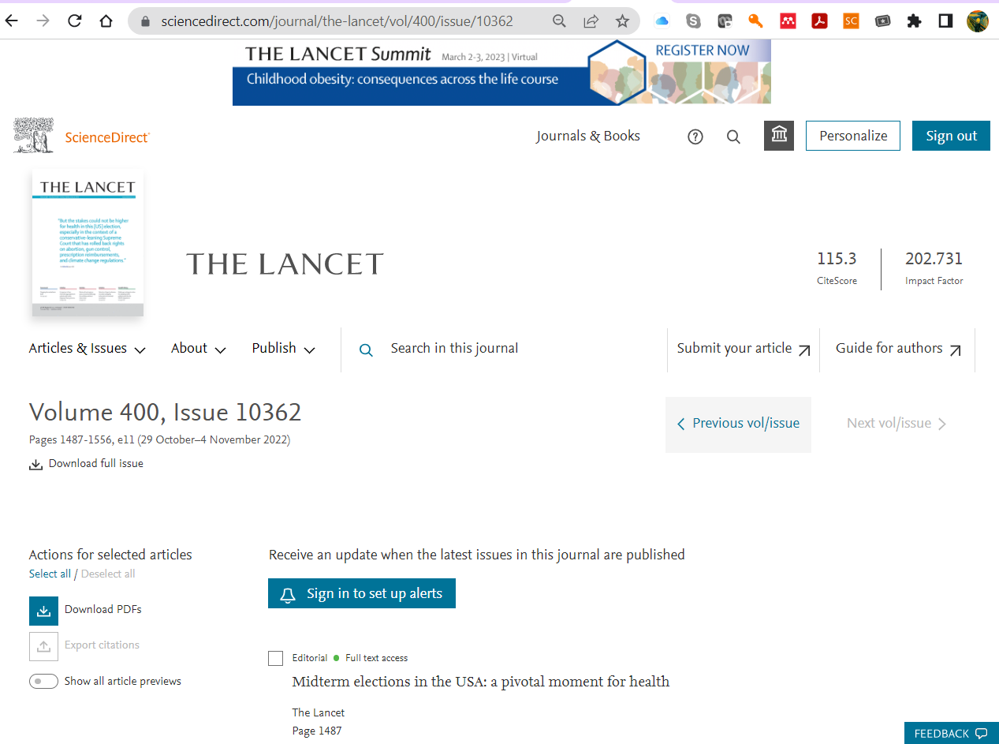 sciencedirect.com/journal/the-lancet/vol/400/issue/10362
SC
THE LANCET Summit March 2-3, 2023 | Virtual
REGISTER NOW
Childhood obesity: consequences across the life course
ScienceDirect
Journals & Books
?
Personalize
Sign out
THE LANCET
"But the stakes could not be higher
for health in this [US] election,
especially in the context of a
conservative-leaning Supreme
Court that has rolled back rights
on abortion, gun control,
prescription reimbursements,
and climate change regulations."
THE LANCET
115.3
CiteScore
202.731
Impact Factor
Articles & Issues
About
Publish
Search in this journal
Submit your article
Guide for authors
Volume 400, Issue 10362
Pages 1487-1556, e11 (29 October–4 November 2022)
Download full issue
Previous vol/issue
Next vol/issue
Actions for selected articles
Select all / Deselect all
Download PDFs
Export citations
Show all article previews
Receive an update when the latest issues in this journal are published
Sign in to set up alerts
Editorial Full text access
Midterm elections in the USA: a pivotal moment for health
The Lancet
Page 1487
FEEDBACK